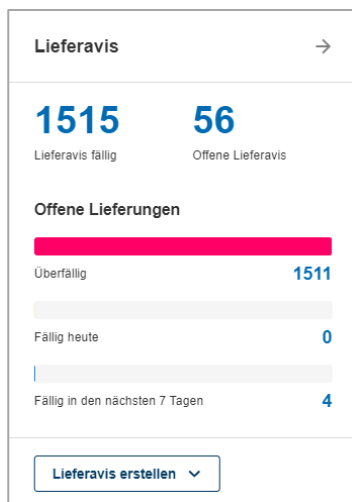 Lieferavis
1515 56
Lieferavis fällig Offene Lieferavis
Offene Lieferungen
Überfällig 1511
Fällig heute 0
Fällig in den nächsten 7 Tagen 4
Lieferavis erstellen